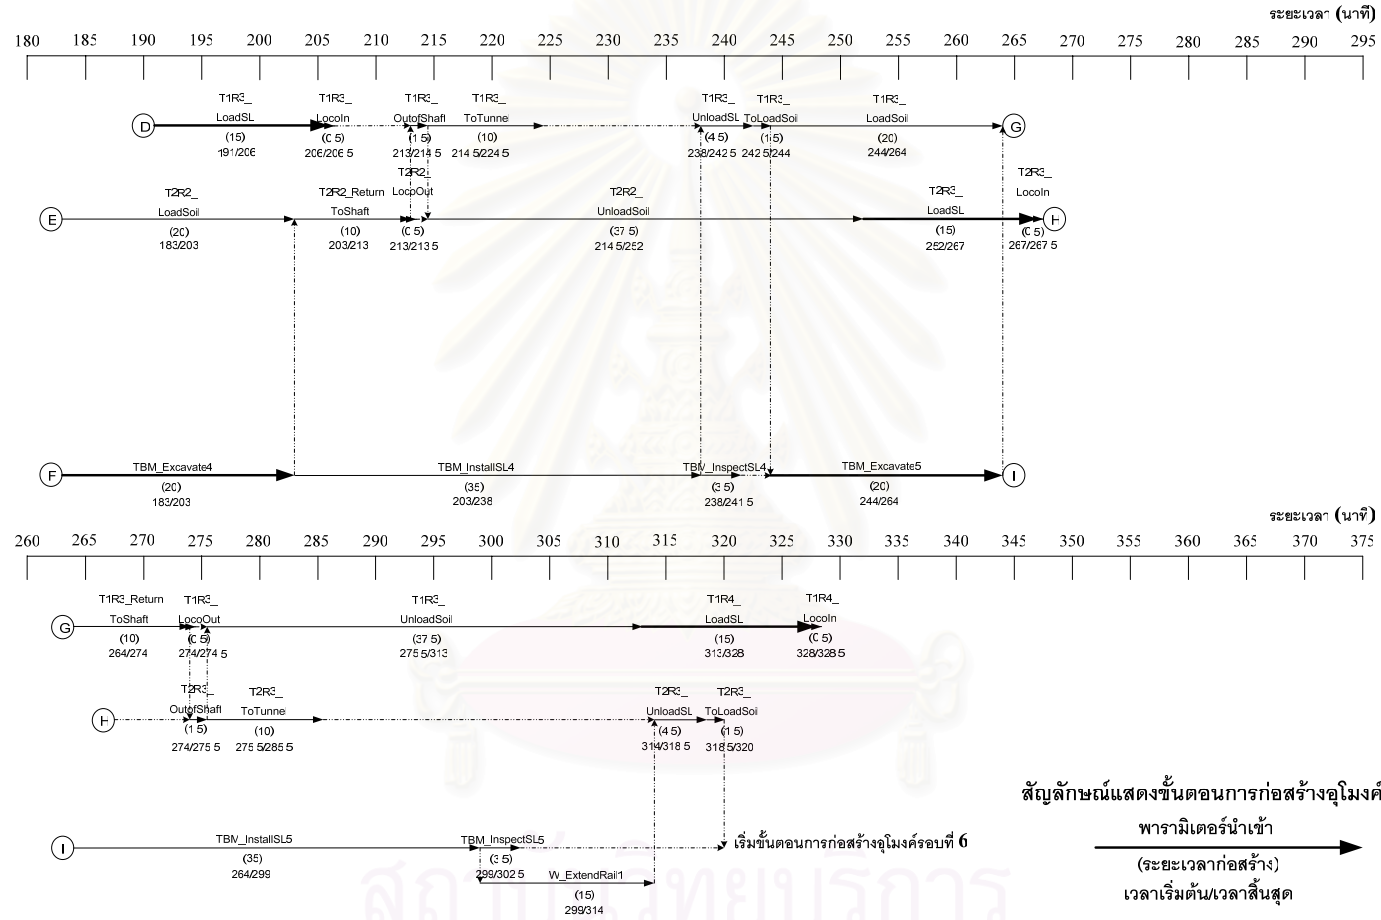 ระยะเวลา (นาที)
180 185 190 195 200 205 210 215 220 225 230 235 240 245 250 255 260 265 270 275 280 285 290 295
T1R3_ T1R3_ T1R3_ T1R3_ T1R3_ T1R3_ T1R3_
D LoadSL LocoIn OutofShaft ToTunnel UnloadSL ToLoadSoil LoadSoil G
(15) (0.5) (1.5) (10) (4.5) (1.5) (20)
191/206 206/206.5 213/214.5 214.5/224.5 238/242.5 242.5/244 244/264
T2R2_ T2R3_
T2R2_ T2R2_Return LocoOut T2R2_ T2R3_ LocoIn
E LoadSoil ToShaft UnloadSoil LoadSL H
(20) (10) (0.5) (37.5) (15) (0.5)
183/203 203/213 213/213.5 214.5/252 252/267 267/267.5
F TBM_Excavate4 TBM_InstallSL4 TBM_InspectSL4 TBM_Excavate5 I
(20) (35) (3.5) (20)
183/203 203/238 238/241.5 244/264
ระยะเวลา (นาที)
260 265 270 275 280 285 290 295 300 305 310 315 320 325 330 335 340 345 350 355 360 365 370 375
T1R3_Return T1R3_ T1R3_ T1R4_ T1R4_
G ToShaft LocoOut UnloadSoil LoadSL LocoIn
(10) (0.5) (37.5) (15) (0.5)
264/274 274/274.5 275.5/313 313/328 328/328.5
T2R3_ T2R3_ T2R3_ T2R3_
H OutofShaft ToTunnel UnloadSL ToLoadSoil
(1.5) (10) (4.5) (1.5)
274/275.5 275.5/285.5 314/318.5 318.5/320
I TBM_InstallSL5 TBM_InspectSL5 เริ่มขั้นตอนการก่อสร้างอุโมงค์รอบที่ 6
(35) (3.5)
264/299 299/302.5
W_ExtendRail1
(15)
299/314
สัญลักษณ์แสดงขั้นตอนการก่อสร้างอุโมงค์
พารามิเตอร์นำเข้า
(ระยะเวลาก่อสร้าง)
เวลาเริ่มต้น/เวลาสิ้นสุด
สถาบันวิทยบริการ